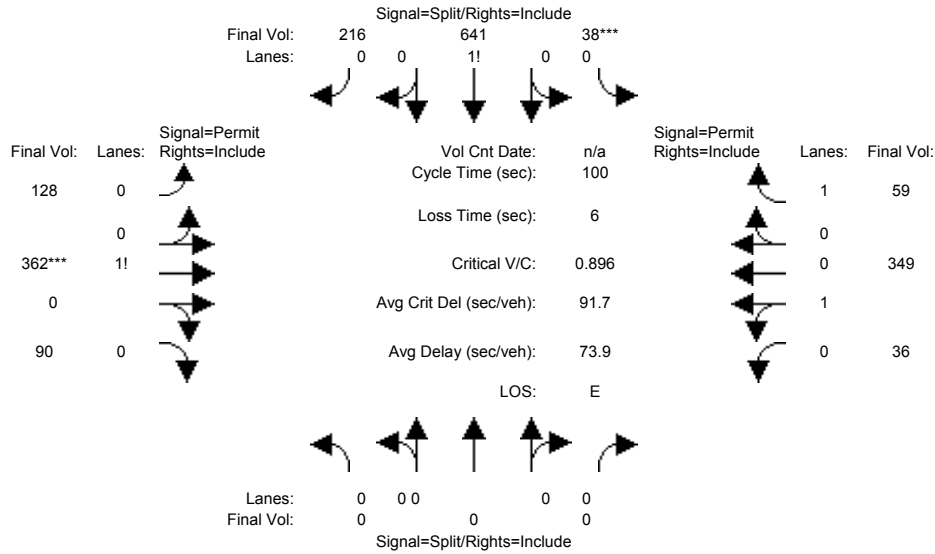 Signal=Split/Rights=Include
Final Vol: 216 641 38***
Lanes: 0 0 1! 0 0
Signal=Permit
Final Vol: Lanes: Rights=Include
Vol Cnt Date: n/a
Signal=Permit
Rights=Include Lanes: Final Vol:
Cycle Time (sec): 100
128 0
1 59
Loss Time (sec): 6
0
0
362*** 1!
Critical V/C: 0.896
0 349
0 0
Avg Crit Del (sec/veh): 91.7
1
90 0
Avg Delay (sec/veh): 73.9
0 36
LOS: E
Lanes: 0 0 0 0 0
Final Vol: 0 0 0
Signal=Split/Rights=Include